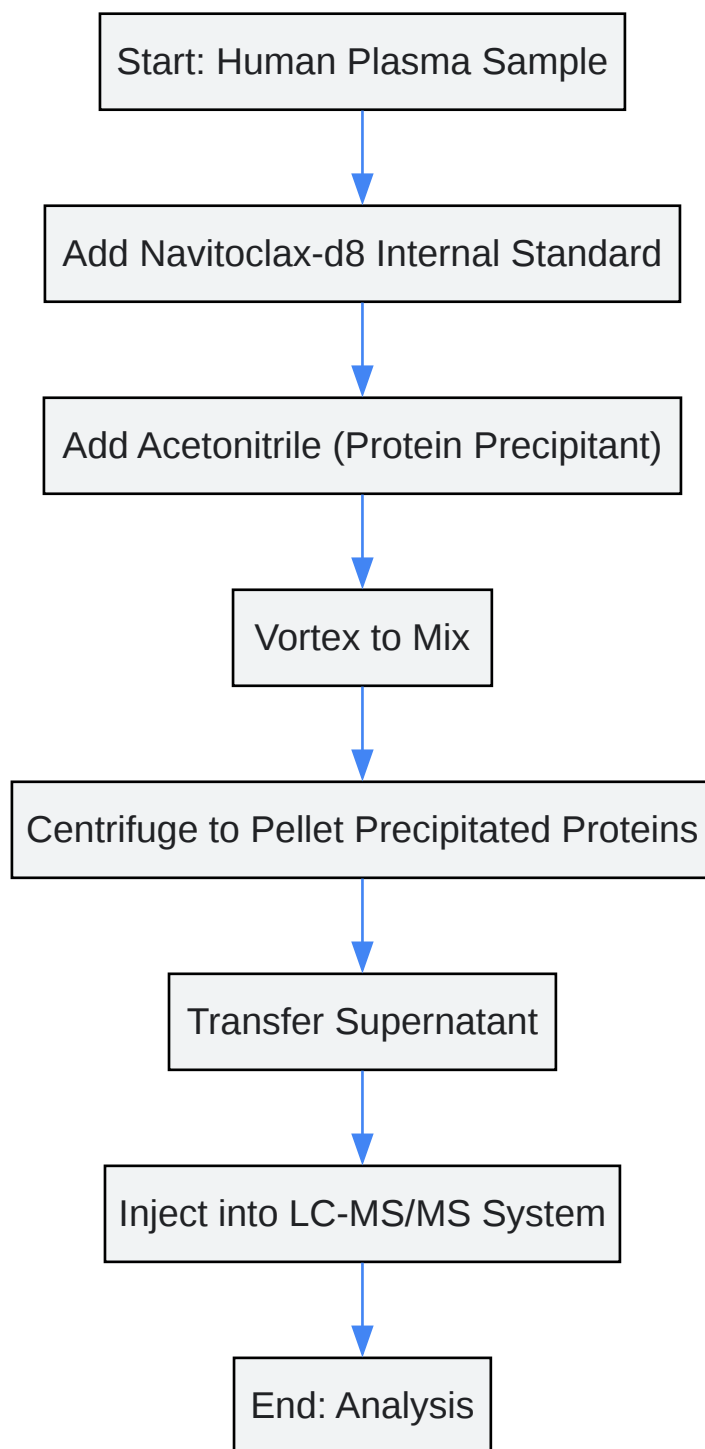 Start: Human Plasma Sample
Add Navitoclax-d8 Internal Standard
Add Acetonitrile (Protein Precipitant)
Vortex to Mix
Centrifuge to Pellet Precipitated Proteins
Transfer Supernatant
Inject into LC-MS/MS System
End: Analysis